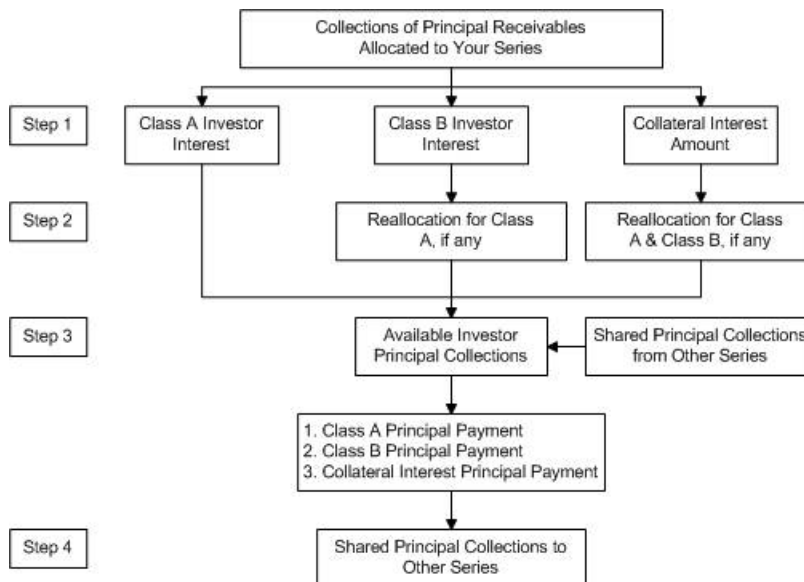 Collections of Principal Receivables
Allocated to Your Series
Step 1
Class A Investor
Interest
Class B Investor
Interest
Collateral Interest
Amount
Step 2
Reallocation for Class
A, if any
Reallocation for Class
A & Class B, if any
Step 3
Available Investor
Principal Collections
Shared Principal Collections
from Other Series
1. Class A Principal Payment
2. Class B Principal Payment
3. Collateral Interest Principal Payment
Step 4
Shared Principal Collections to
Other Series